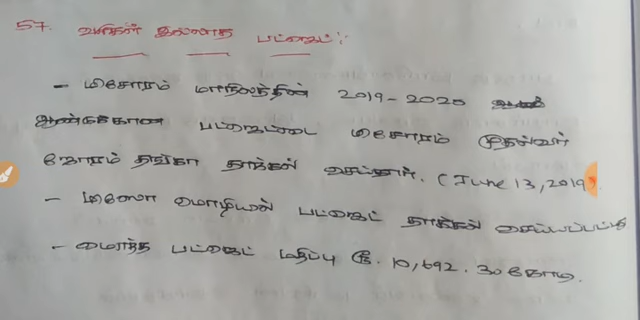 57. வரிகள் இல்லாத பட்ஜெட்:
- மிசோரம் மாநிலத்தின் 2019-2020
ஆண்டுக்கான பட்ஜெட்டை மிசோரம் முதல்வர்
ஜோரம் தங்கா தாக்கல் செய்தார். (June 13, 2019)
- மிஸோ மொழியில் பட்ஜெட் தாக்கல் செய்யப்பட்டது
- மொத்த பட்ஜெட் மதிப்பு ரூ. 10,692.30 கோடி.